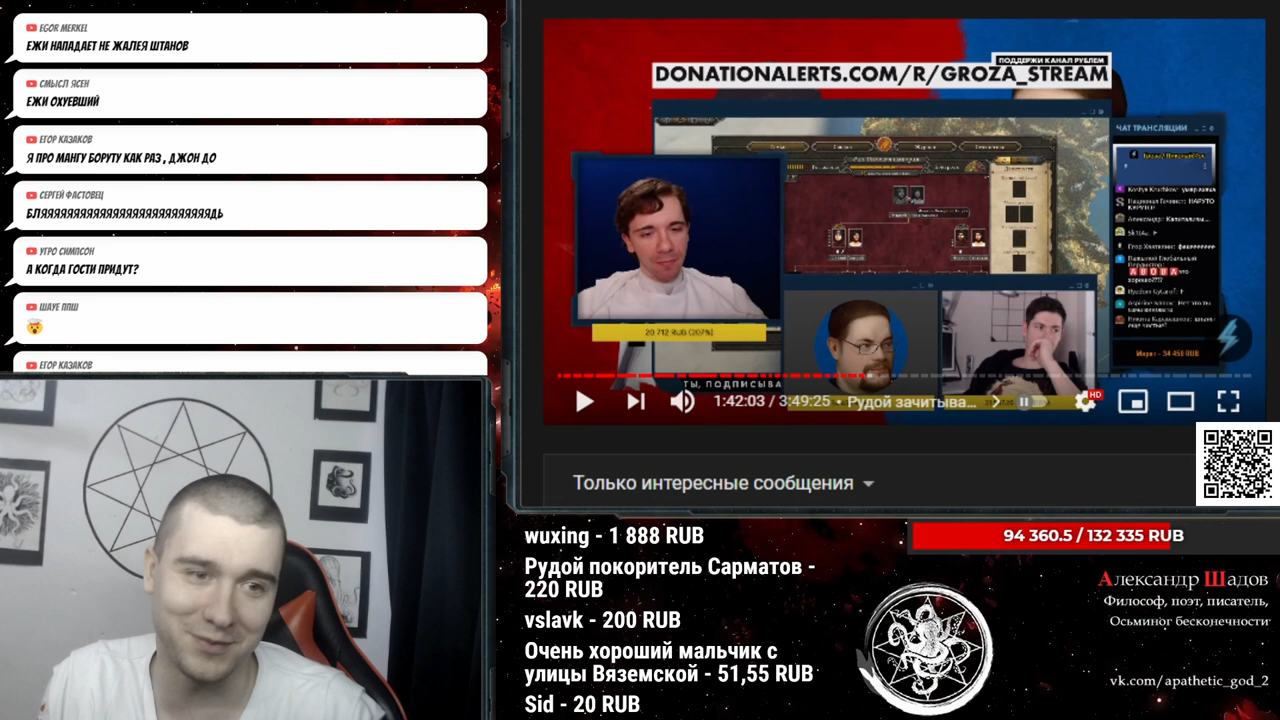 EGOR MERKEL
ЕЖИ НАПАДАЕТ НЕ ЖАЛЕЯ ШТАНОВ
СМЫСЛ ЯСЕН
ЕЖИ ОХУЕВШИЙ
ЕГОР КАЗАКОВ
Я ПРО МАНГУ БОРУТУ КАК РАЗ , ДЖОН ДО
СЕРГЕЙ ФАСТОВЕЦ
УГРО СИМПСОН
А КОГДА ГОСТИ ПРИДУТ?
ШАУЕ ППШ
ЕГОР КАЗАКОВ
ПОДДЕРЖИ КАНАЛ РУБЛЕМ
DONATIONALERTS.COM/R/GROZA_STREAM
ЧАТ ТРАНСЛЯЦИИ
20 712 RUB (207%)
ТЫ, ПОДПИСЫВА
1:42:03 / 3:49:25 • Рудой зачитыва...
HD
Только интересные сообщения
wuxing - 1 888 RUB
Рудой покоритель Сарматов -
220 RUB
vslavk - 200 RUB
Очень хороший мальчик с
улицы Вяземской - 51,55 RUB
Sid - 20 RUB
94 360.5 / 132 335 RUB
Александр Шадов
Философ, поэт, писатель,
Осьминог бесконечности
vk.com/apathetic_god_2